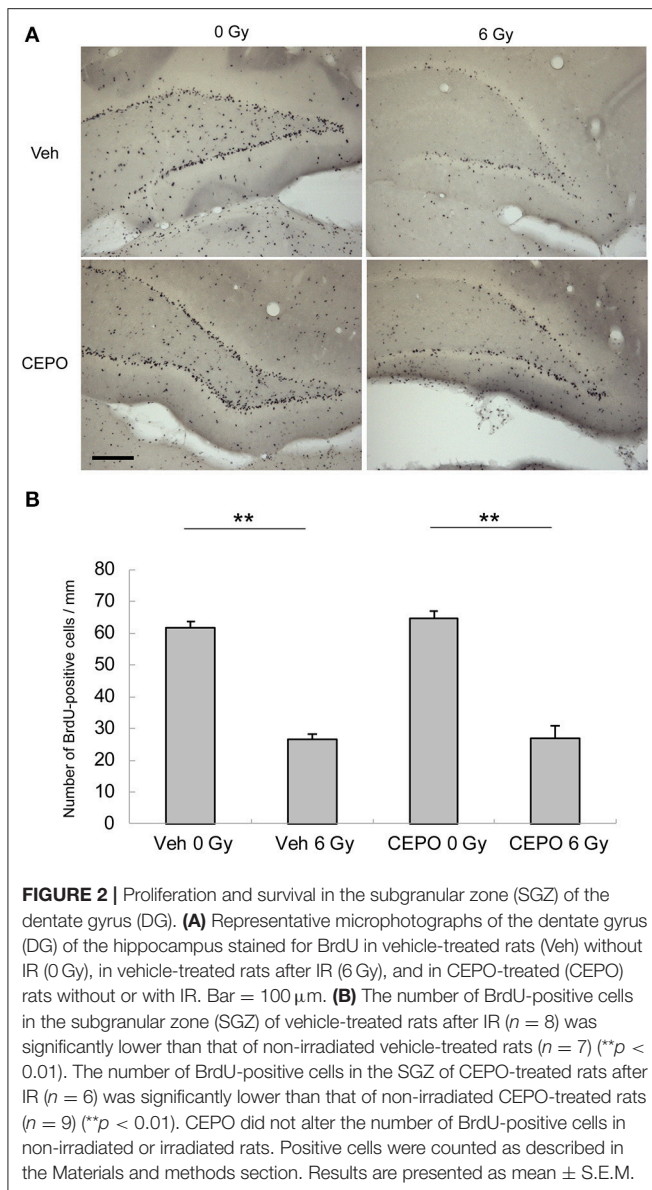 A
0 Gy 6 Gy
Veh
CEPO
B
** **
Number of BrdU-positive cells / mm
80
70
60
50
40
30
20
10
0
Veh 0 Gy Veh 6 Gy CEPO 0 Gy CEPO 6 Gy
FIGURE 2 | Proliferation and survival in the subgranular zone (SGZ) of the
dentate gyrus (DG). (A) Representative microphotographs of the dentate gyrus
(DG) of the hippocampus stained for BrdU in vehicle-treated rats (Veh) without
IR (0 Gy), in vehicle-treated rats after IR (6 Gy), and in CEPO-treated (CEPO)
rats without or with IR. Bar = 100 μm. (B) The number of BrdU-positive cells
in the subgranular zone (SGZ) of vehicle-treated rats after IR (n = 8) was
significantly lower than that of non-irradiated vehicle-treated rats (n = 7) (**p <
0.01). The number of BrdU-positive cells in the SGZ of CEPO-treated rats after
IR (n = 6) was significantly lower than that of non-irradiated CEPO-treated rats
(n = 9) (**p < 0.01). CEPO did not alter the number of BrdU-positive cells in
non-irradiated or irradiated rats. Positive cells were counted as described in
the Materials and methods section. Results are presented as mean ± S.E.M.